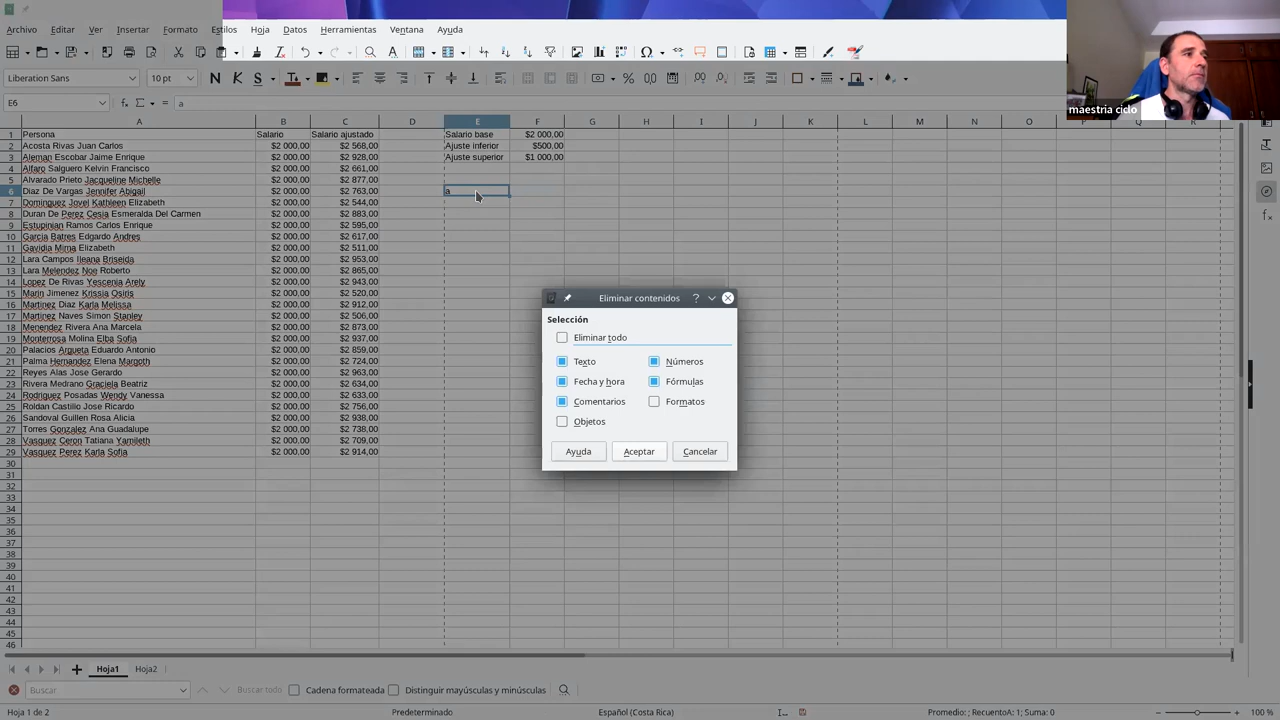 Archivo Editar Ver Insertar Formato Estilos Hoja Datos Herramientas Ventana Ayuda
Liberation Sans 10 pt N K S
E6 a
A B C E F G H I J K L M N O P Q R
1 Persona Salario Salario ajustado Salario base $2 000,00
2 Acosta Rivas Juan Carlos $2 000,00 $2 568,00 Ajuste inferior $500,00
3 Aleman Escobar Jaime Enrique $2 000,00 $2 928,00 Ajuste superior $1 000,00
4 Alfaro Salguero Kelvin Francisco $2 000,00 $2 661,00
5 Alvarado Prieto Jacqueline Michelle $2 000,00 $2 877,00
6 Diaz De Vargas Jennifer Abigail $2 000,00 $2 763,00 a
7 Dominguez Jovel Kathleen Elizabeth $2 000,00 $2 544,00
8 Duran De Perez Cesia Esmeralda Del Carmen $2 000,00 $2 883,00
9 Estupinian Ramos Carlos Enrique $2 000,00 $2 595,00
10 Garcia Batres Edgardo Andres $2 000,00 $2 617,00
11 Gavidia Mima Elizabeth $2 000,00 $2 511,00
12 Lara Campos Ileana Briseida $2 000,00 $2 953,00
13 Lara Melendez Noe Roberto $2 000,00 $2 865,00
14 Lopez De Rivas Yescenia Arely $2 000,00 $2 943,00
15 Marin Jimenez Krissia Osiris $2 000,00 $2 520,00
16 Martinez Diaz Karla Melissa $2 000,00 $2 912,00
17 Martinez Naves Simon Stanley $2 000,00 $2 506,00
18 Menendez Rivera Ana Marcela $2 000,00 $2 873,00
19 Monterrosa Molina Elba Sofia $2 000,00 $2 937,00
20 Palacios Argueta Eduardo Antonio $2 000,00 $2 859,00
21 Palma Hernandez Elena Margoth $2 000,00 $2 724,00
22 Reyes Alas Jose Gerardo $2 000,00 $2 963,00
23 Rivera Medrano Graciela Beatriz $2 000,00 $2 634,00
24 Rodriguez Posadas Wendy Vanessa $2 000,00 $2 633,00
25 Roldan Castillo Jose Ricardo $2 000,00 $2 756,00
26 Sandoval Guillen Rosa Alicia $2 000,00 $2 938,00
27 Torres Gonzalez Ana Guadalupe $2 000,00 $2 738,00
28 Vasquez Ceron Tatiana Yamileth $2 000,00 $2 709,00
29 Vasquez Perez Karla Sofia $2 000,00 $2 914,00
30
31
32
33
34
35
36
37
38
39
40
41
42
43
44
45
46
maestria ciclo
Eliminar contenidos
Selección
Eliminar todo
Texto Números
Fecha y hora Fórmulas
Comentarios Formatos
Objetos
Ayuda Aceptar Cancelar
Hoja1 Hoja2
Buscar Buscar todo Cadena formateada Distinguir mayúsculas y minúsculas
Hoja 1 de 2 Predeterminado Español (Costa Rica) Promedio: ; RecuentoA: 1; Suma: 0 100 %